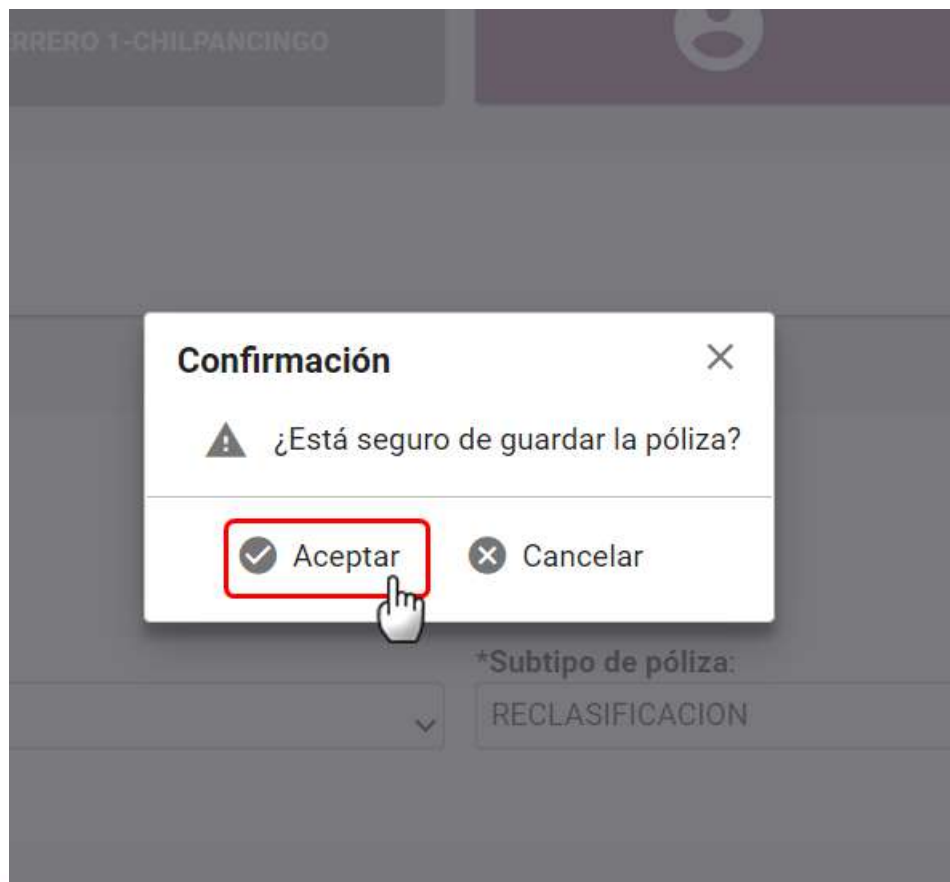 RRERO 1-CHILPANCINGO
Confirmación
¿Está seguro de guardar la póliza?
Aceptar
Cancelar
*Subtipo de póliza:
RECLASIFICACION